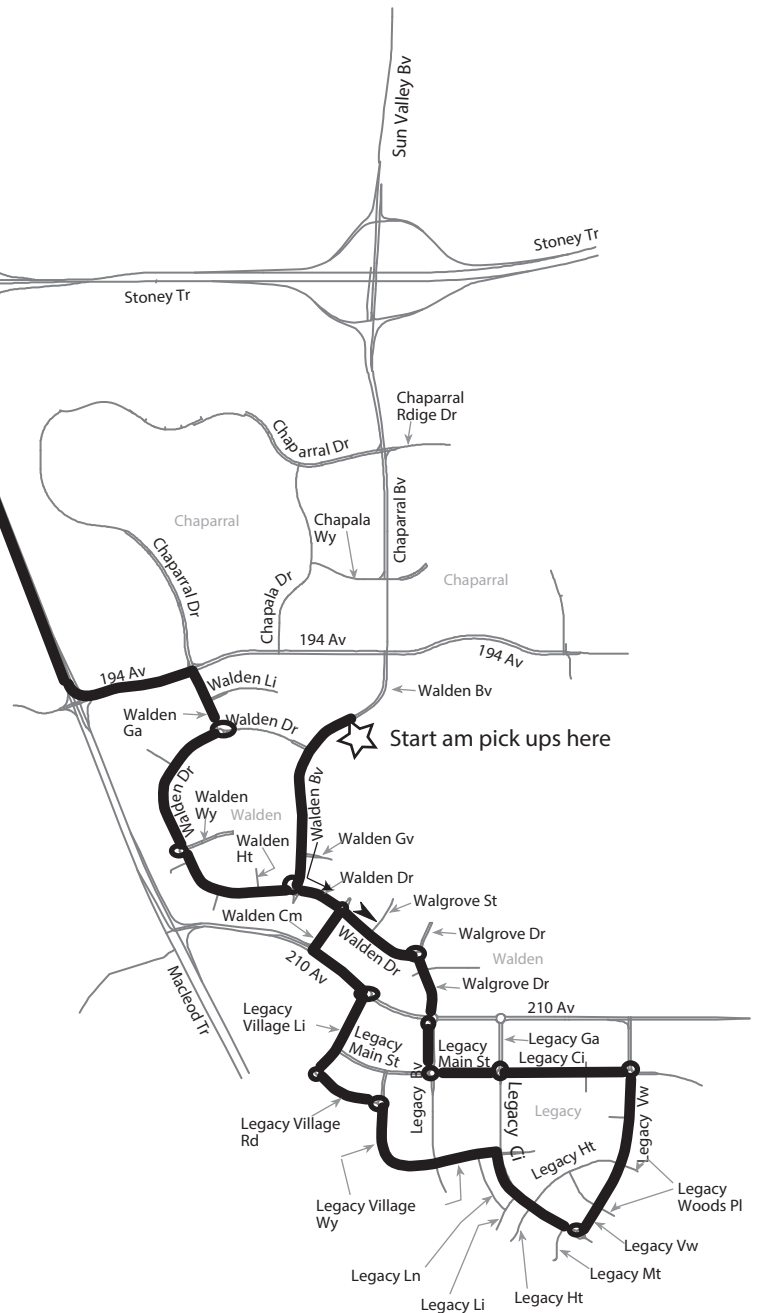 Sun Valley Bv
Stoney Tr
Stoney Tr
Chaparral
Rdige Dr
Chaparral Dr
Chaparral Bv
Chaparral
Chapala
Wy
Chaparral Dr
Chapala Dr
Chaparral
194 Av
194 Av
194 Av
Walden Li
Walden Bv
Walden
Ga
Walden Dr
Start am pick ups here
Walden Dr
Walden Bv
Walden
Wy
Walden
Walden
Ht
Walden Gv
Walden Dr
Walgrove St
Walden Cm
Walden Dr
Walgrove Dr
Walden
210 Av
Walgrove Dr
Macleod Tr
Legacy
Village Li
210 Av
Legacy
Main St
Legacy
Main St
Legacy Ga
Legacy Ci
Legacy Bv
Legacy Ci
Legacy
Legacy Vw
Legacy Village
Rd
Legacy Ht
Legacy Village
Wy
Legacy
Woods Pl
Legacy Vw
Legacy Ln
Legacy Mt
Legacy Li
Legacy Ht